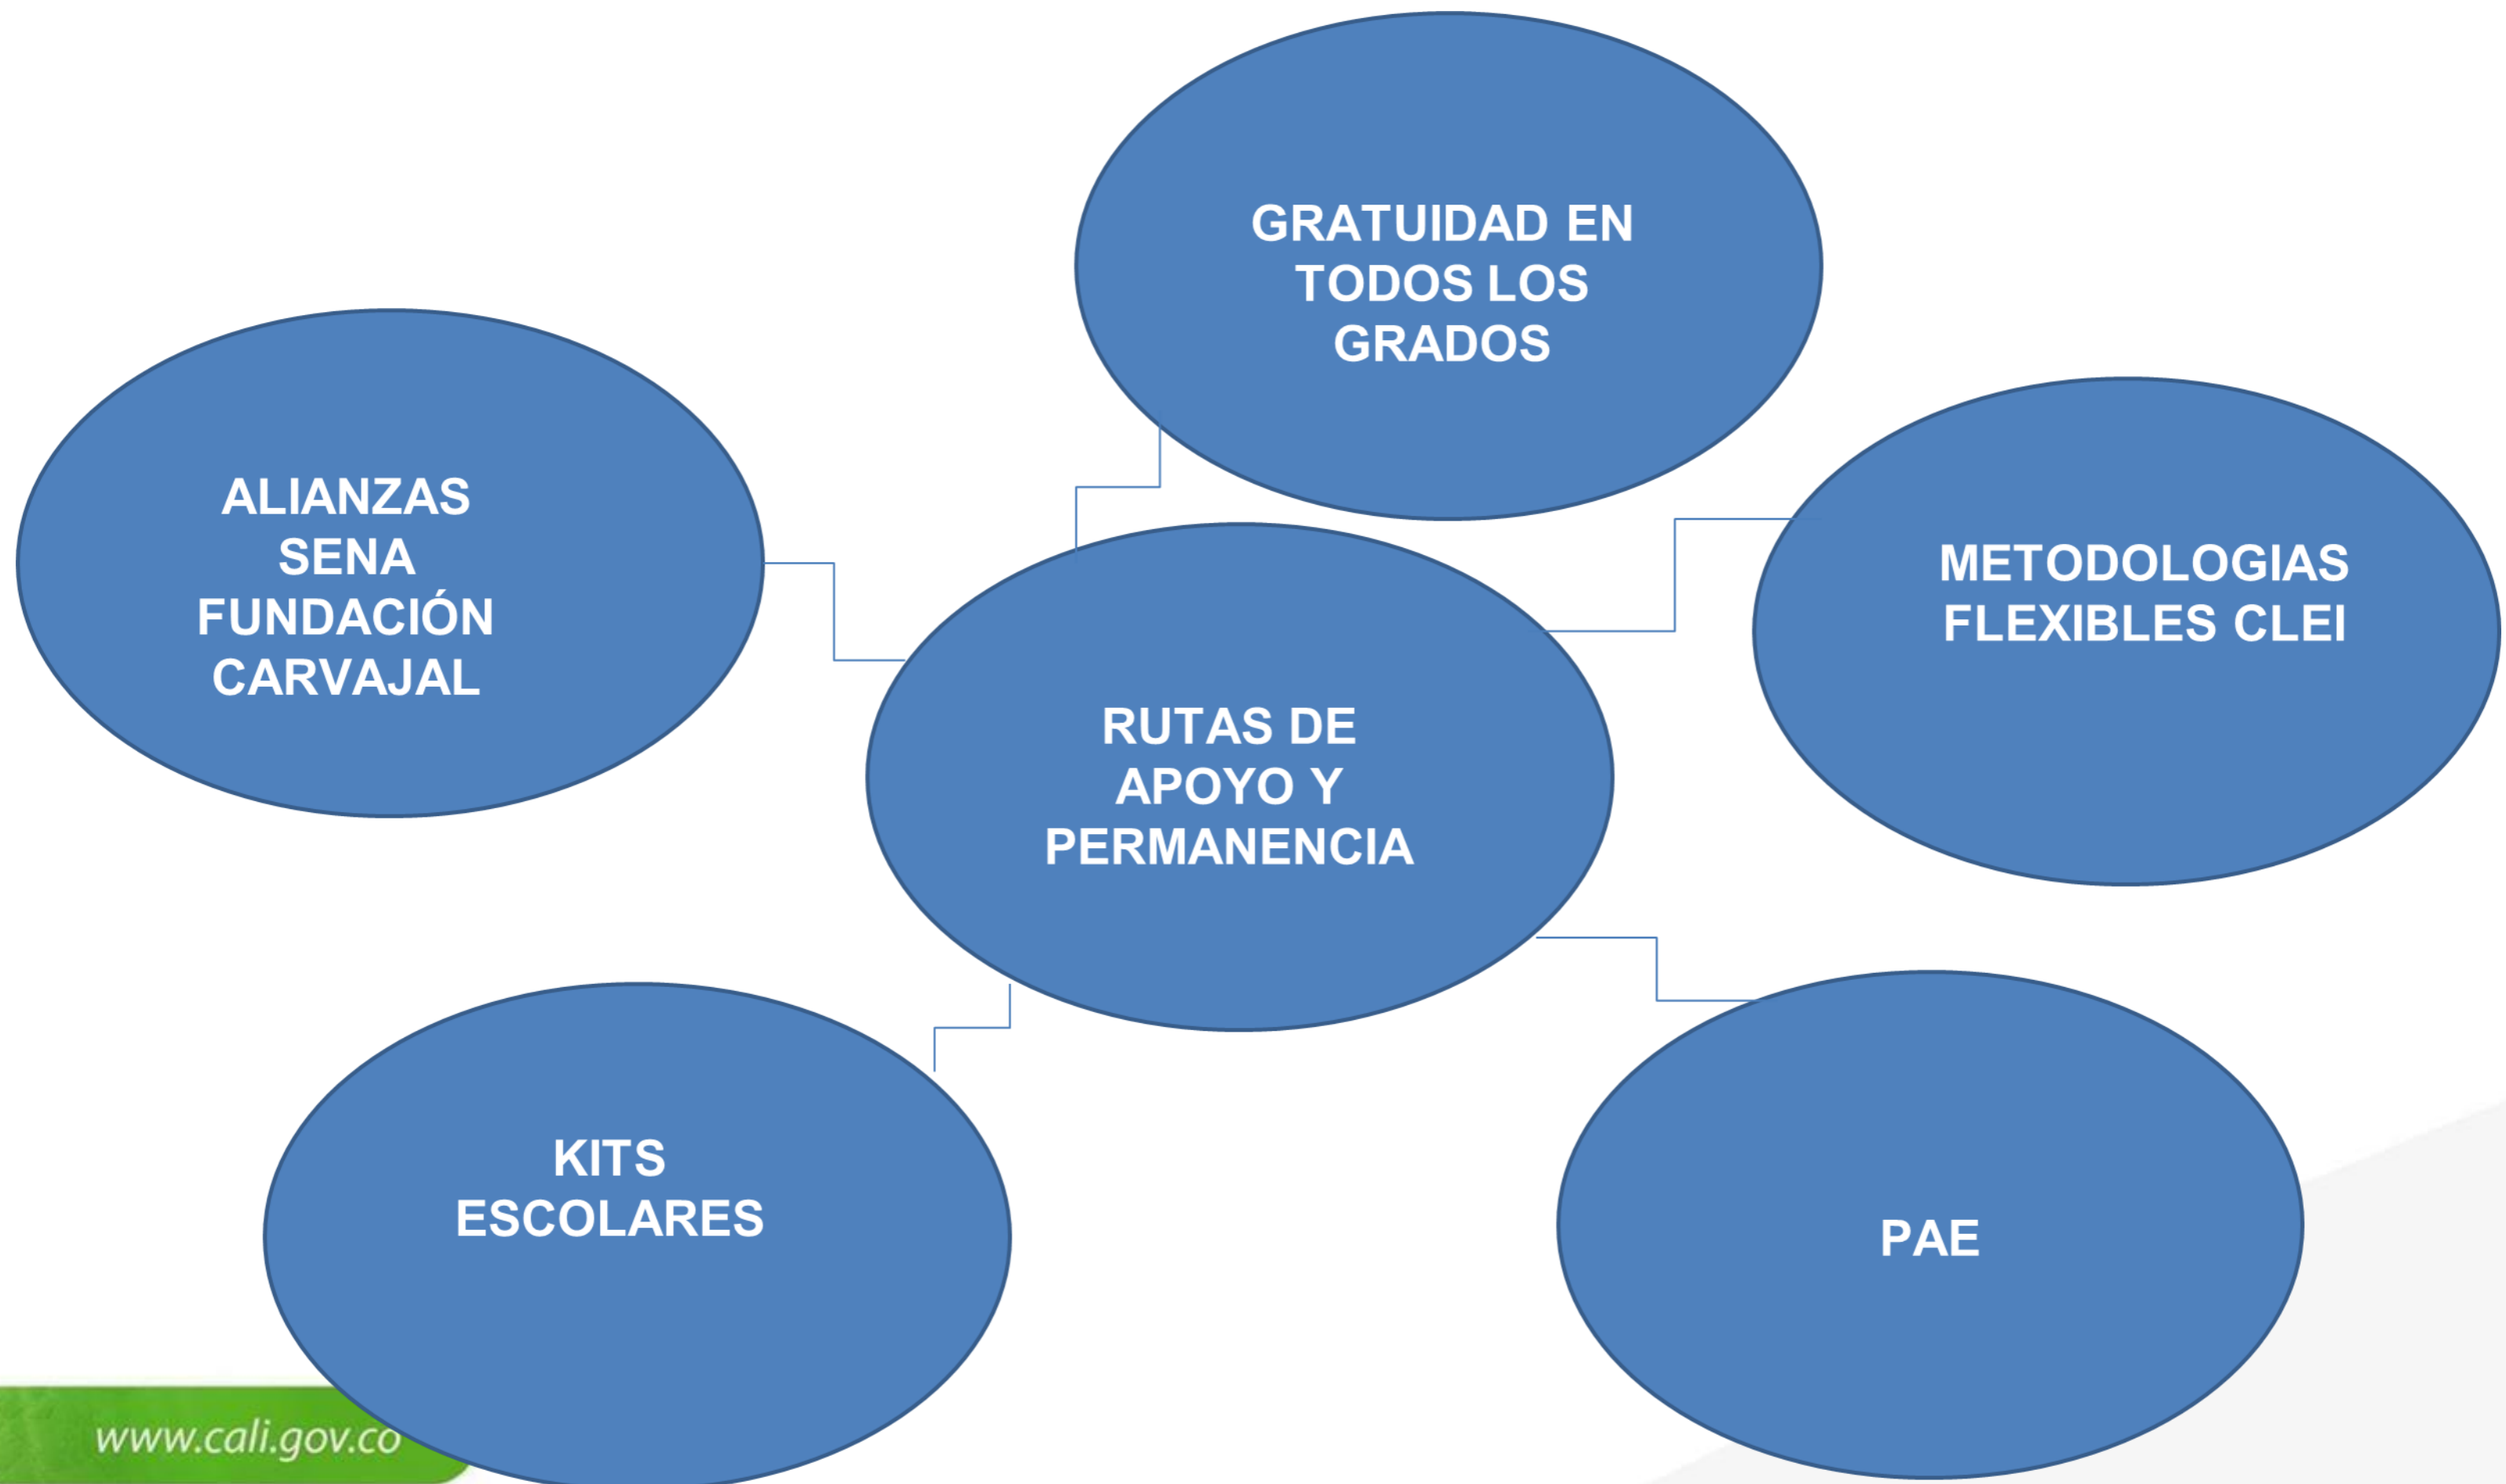 GRATUIDAD EN
TODOS LOS
GRADOS
ALIANZAS
SENA
FUNDACIÓN
CARVAJAL
METODOLOGIAS
FLEXIBLES CLEI
RUTAS DE
APOYO Y
PERMANENCIA
KITS
ESCOLARES
PAE
www.cali.gov.co